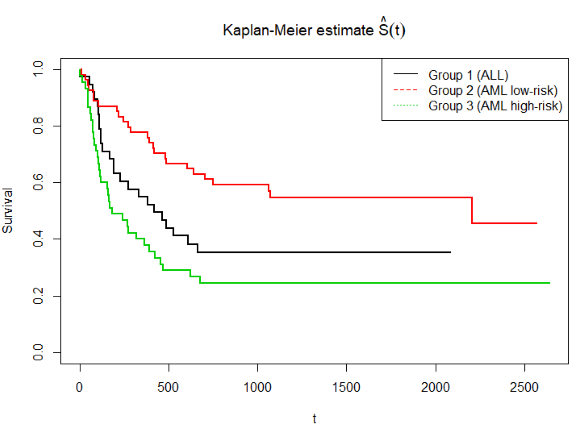 Kaplan-Meier estimate Ŝ(t)
Group 1 (ALL)
Group 2 (AML low-risk)
Group 3 (AML high-risk)
Survival
1.0
0.8
0.6
0.4
0.2
0.0
0 500 1000 1500 2000 2500
t